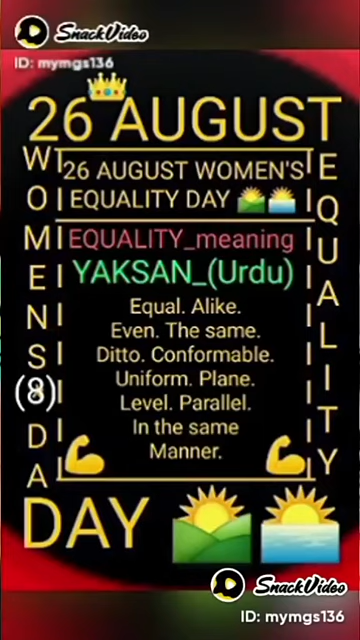 SnackVideo
ID: mymgs136
26 AUGUST
WOMENS DA
26 AUGUST WOMEN'S
EQUALITY DAY
EQUALITY_meaning
YAKSAN_(Urdu)
Equal. Alike.
Even. The same.
Ditto. Conformable.
Uniform. Plane.
Level. Parallel.
In the same
Manner.
(8)
EQUALITY
DAY
SnackVideo
ID: mymgs136